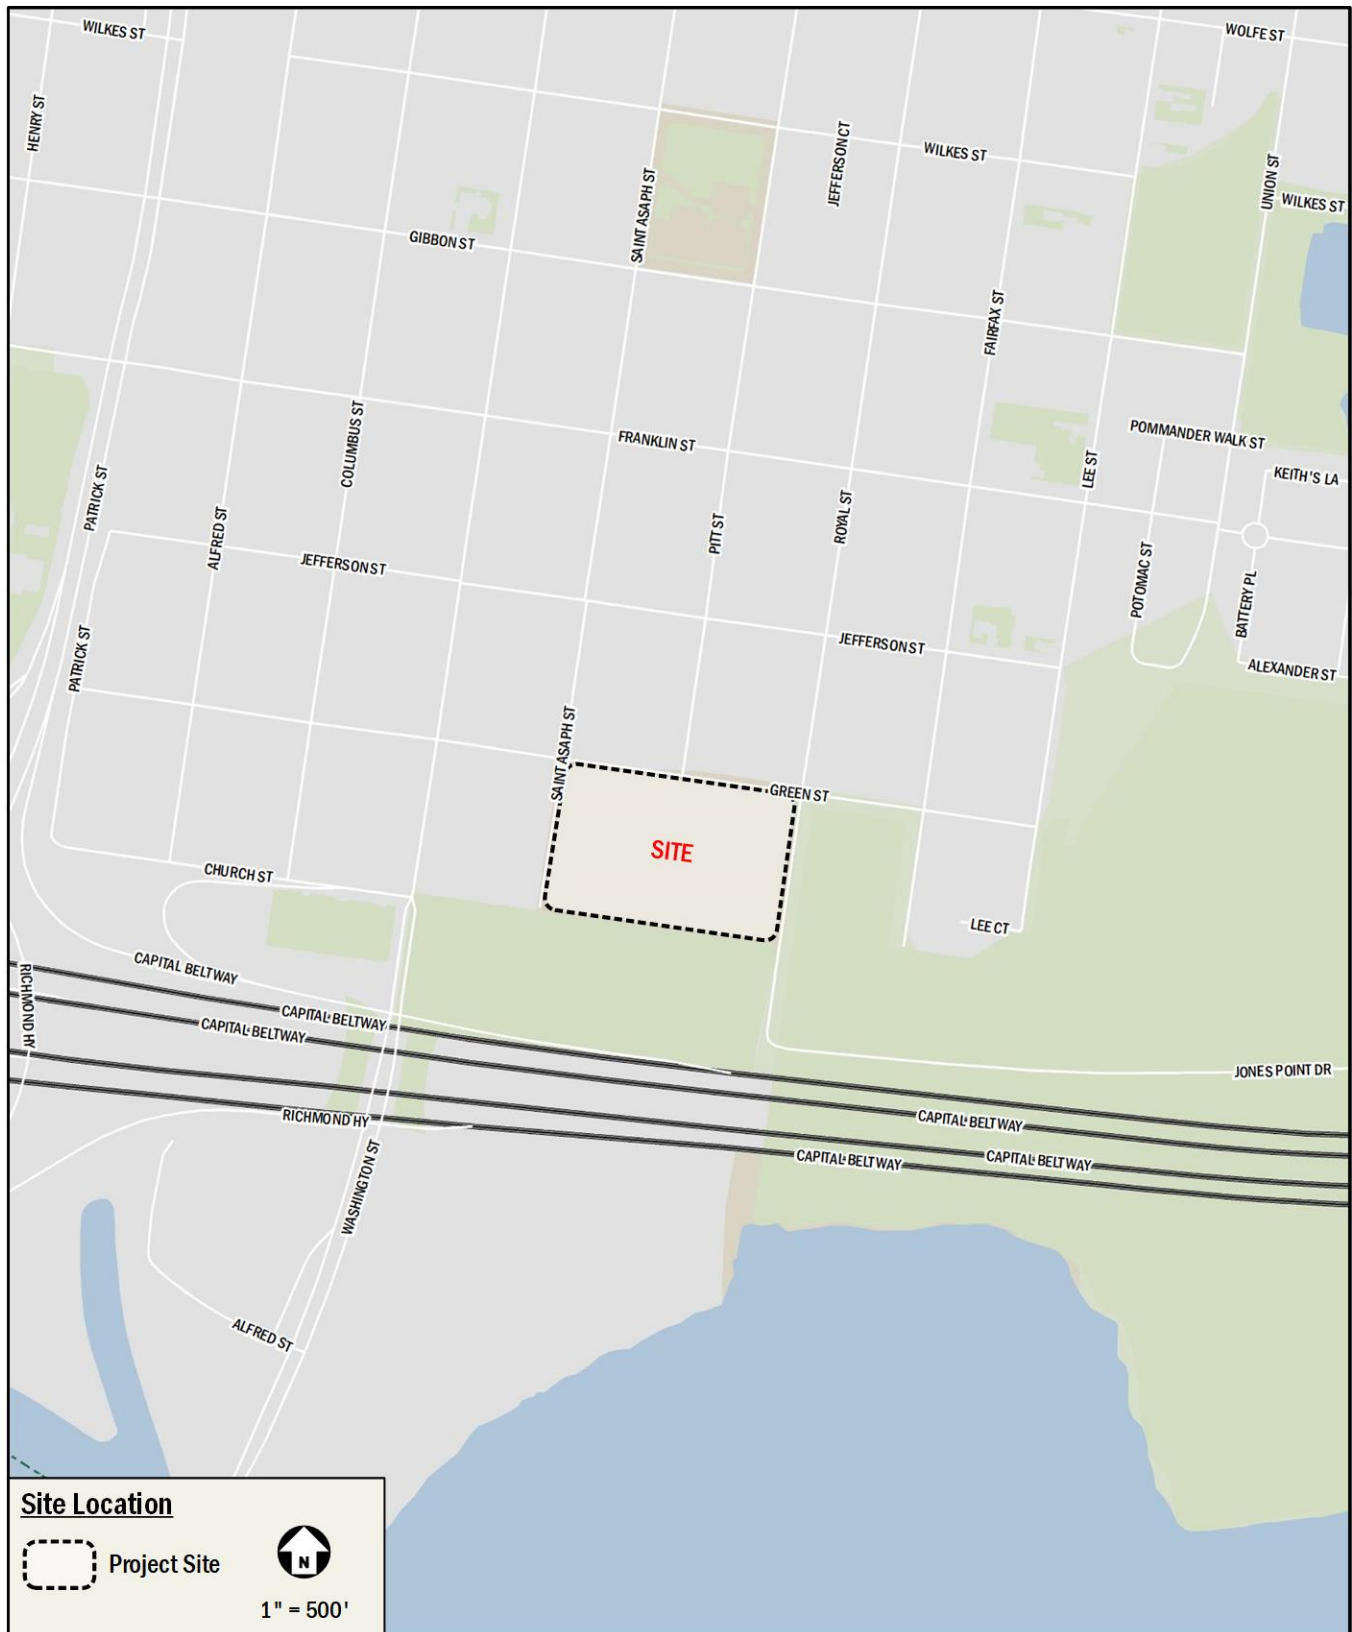 WILKES ST
WOLFE ST
HENRY ST
JEFFERSON CT
WILKES ST
SAINT ASAPH ST
UNION ST
WILKES ST
GIBBON ST
FAIRFAX ST
COLUMBUS ST
FRANKLIN ST
POMMANDER WALK ST
LEE ST
KEITH'S LA
PATRICK ST
ALFRED ST
PITT ST
ROYAL ST
JEFFERSON ST
POTOMAC ST
BATTERY PL
PATRICK ST
JEFFERSON ST
ALEXANDER ST
SAINT ASAPH ST
GREEN ST
SITE
CHURCH ST
LEE CT
CAPITAL BELTWAY
RICHMOND HY
CAPITAL BELTWAY
CAPITAL BELTWAY
JONES POINT DR
RICHMOND HY
CAPITAL BELTWAY
CAPITAL BELTWAY
CAPITAL BELTWAY
WASHINGTON ST
ALFRED ST
Site Location
Project Site
N
1" = 500'